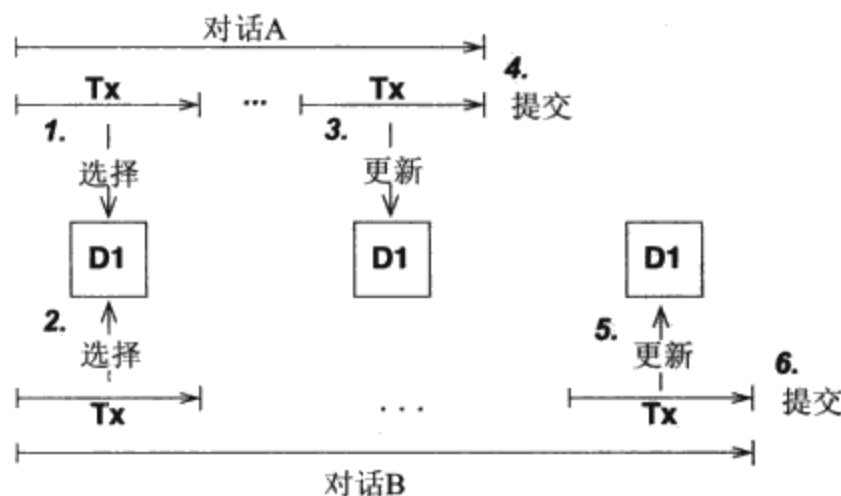 对话A
4.
Tx ... Tx
提交
1. 3.
选择 更新
D1 D1 D1
2. 5. 6.
选择 更新
提交
Tx ... Tx
对话B